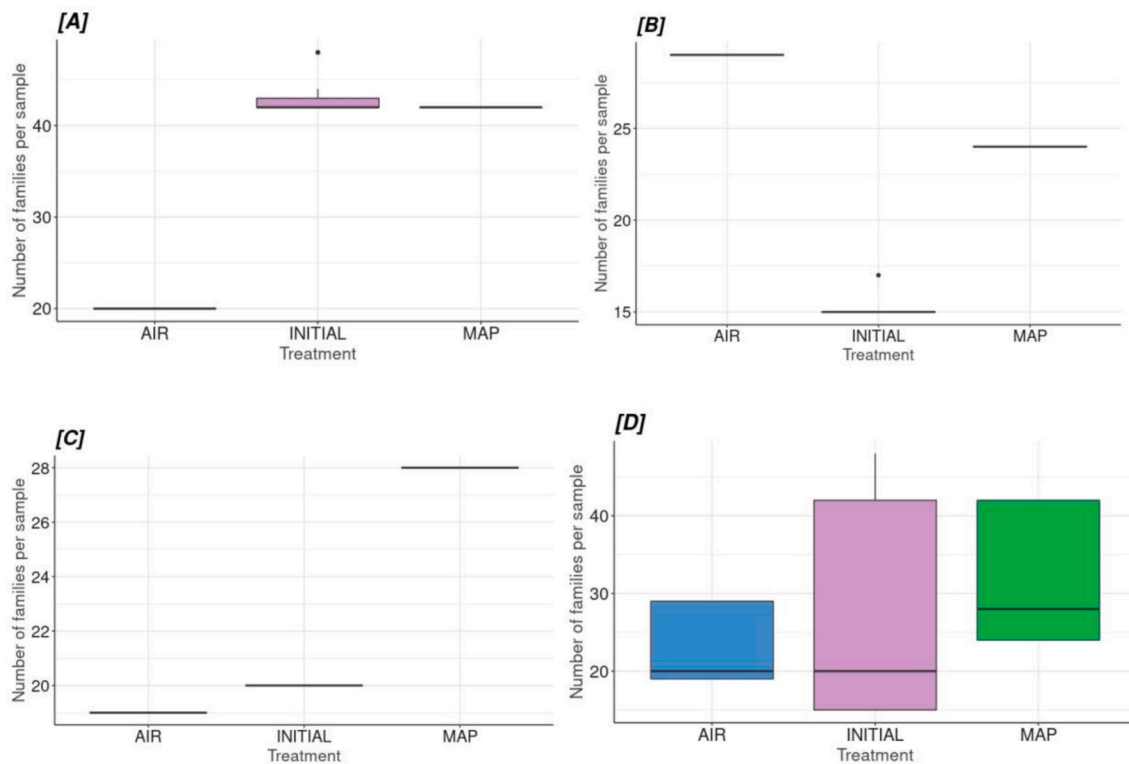 [A]
Number of families per sample
40
30
20
AIR INITIAL MAP
Treatment
[B]
Number of families per sample
25
20
15
AIR INITIAL MAP
Treatment
[C]
Number of families per sample
28
26
24
22
20
AIR INITIAL MAP
Treatment
[D]
Number of families per sample
40
30
20
AIR INITIAL MAP
Treatment